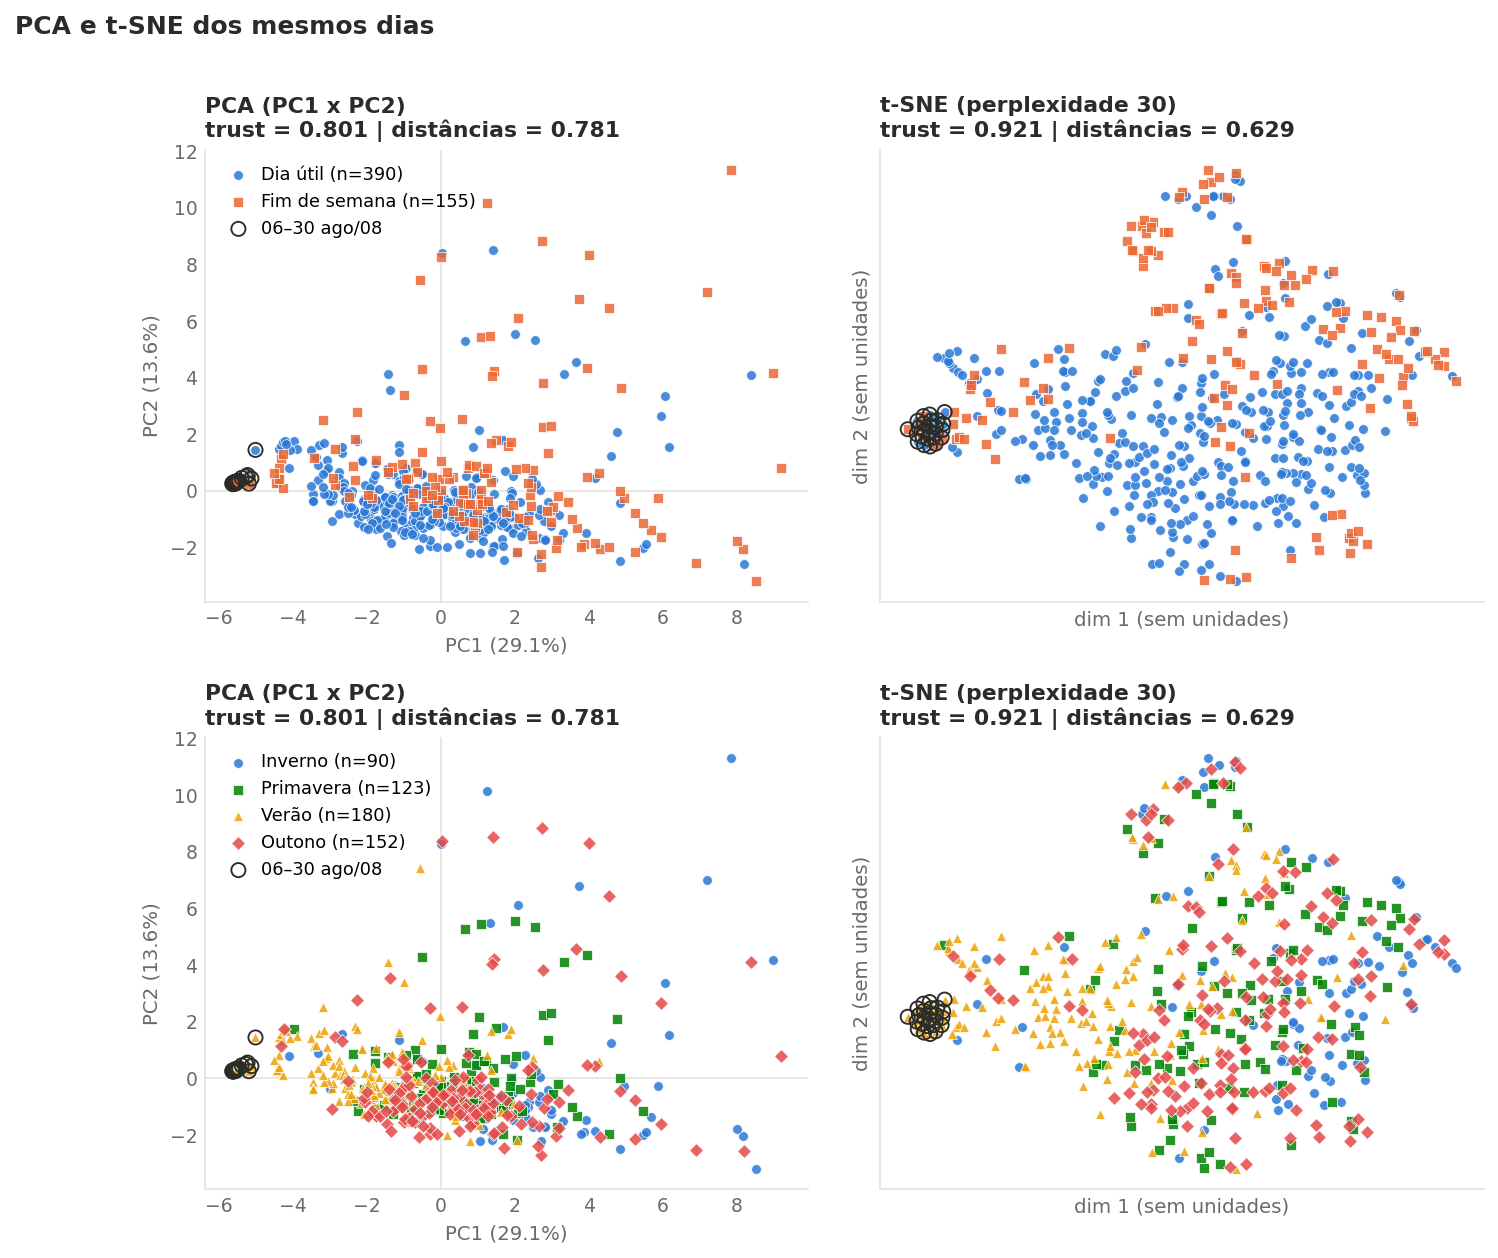 PCA e t-SNE dos mesmos dias
PCA (PC1 x PC2)
trust = 0.801 | distâncias = 0.781
12
10
8
6
4
2
0
−2
PC2 (13.6%)
Dia útil (n=390)
Fim de semana (n=155)
06–30 ago/08
−6
−4
−2
0
2
4
6
8
PC1 (29.1%)
t-SNE (perplexidade 30)
trust = 0.921 | distâncias = 0.629
dim 2 (sem unidades)
dim 1 (sem unidades)
PCA (PC1 x PC2)
trust = 0.801 | distâncias = 0.781
12
10
8
6
4
2
0
−2
PC2 (13.6%)
Inverno (n=90)
Primavera (n=123)
Verão (n=180)
Outono (n=152)
06–30 ago/08
−6
−4
−2
0
2
4
6
8
PC1 (29.1%)
t-SNE (perplexidade 30)
trust = 0.921 | distâncias = 0.629
dim 2 (sem unidades)
dim 1 (sem unidades)